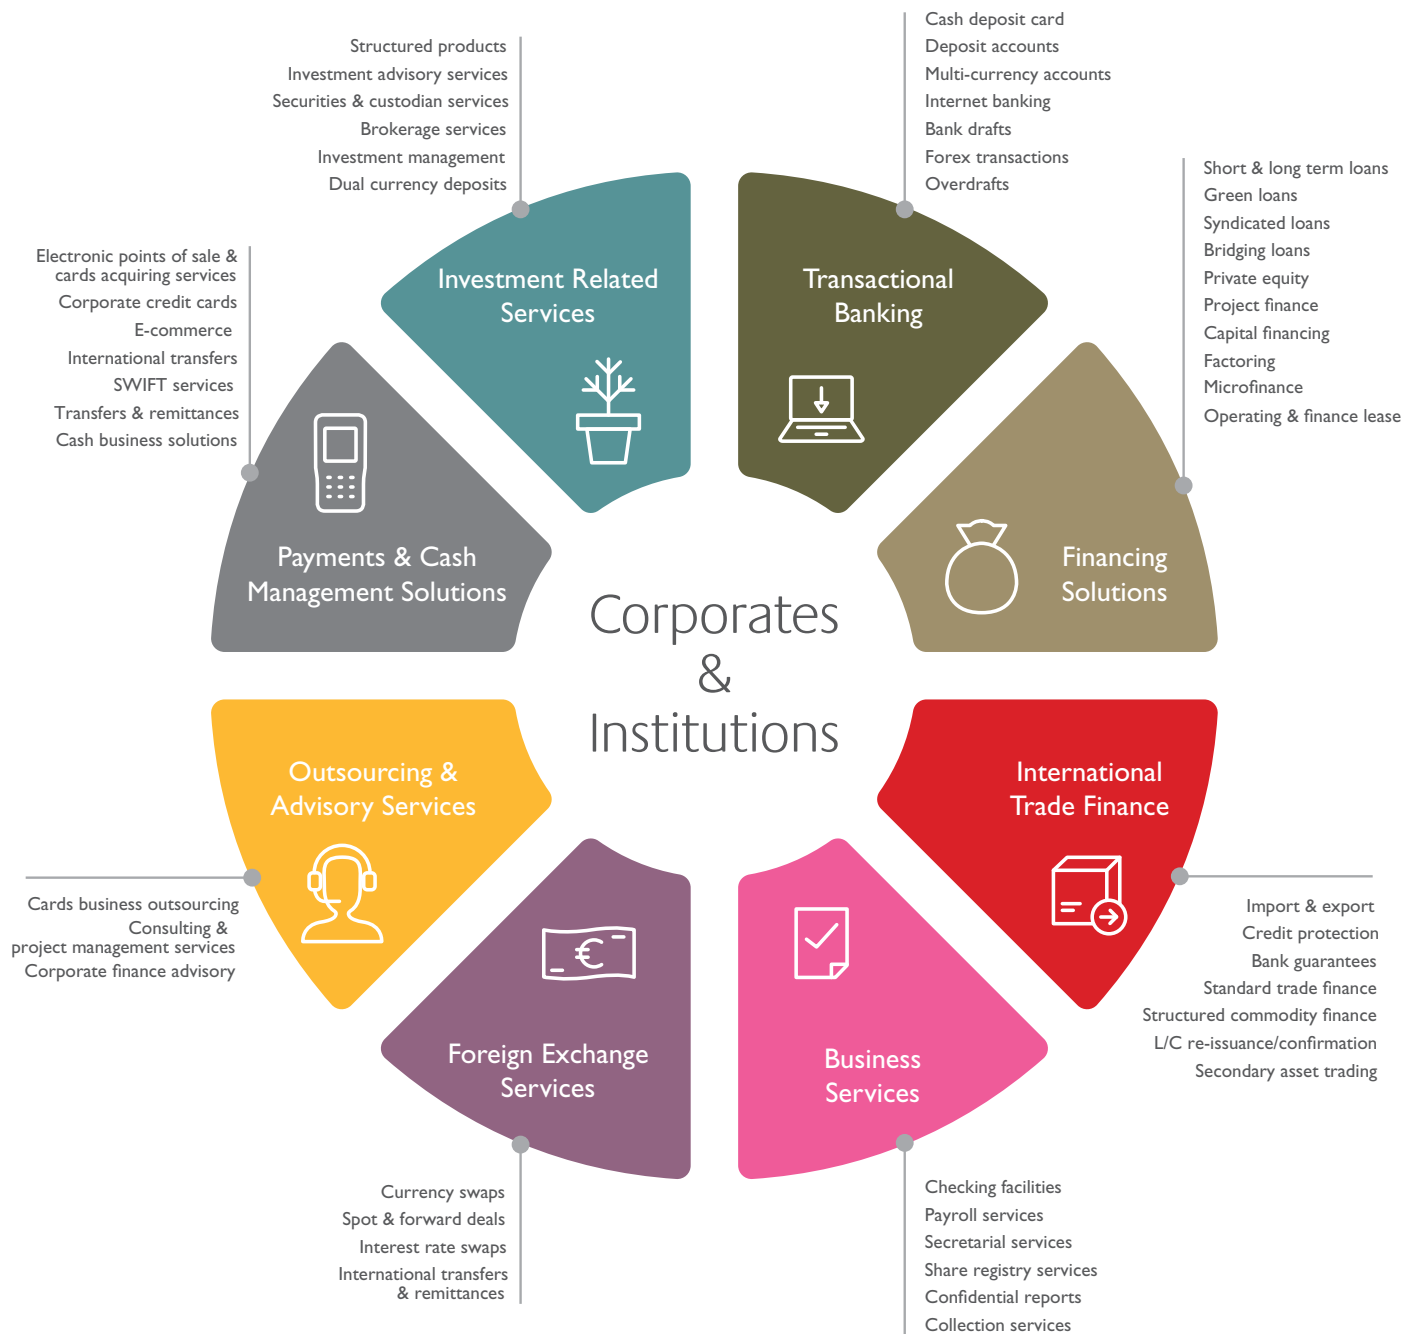 Structured products
Investment advisory services
Securities & custodian services
Brokerage services
Investment management
Dual currency deposits
Cash deposit card
Deposit accounts
Multi-currency accounts
Internet banking
Bank drafts
Forex transactions
Overdrafts
Short & long term loans
Green loans
Syndicated loans
Bridging loans
Private equity
Project finance
Capital financing
Factoring
Microfinance
Operating & finance lease
Electronic points of sale &
cards acquiring services
Corporate credit cards
E-commerce
International transfers
SWIFT services
Transfers & remittances
Cash business solutions
Investment Related
Services
Transactional
Banking
Payments & Cash
Management Solutions
Financing
Solutions
Corporates
&
Institutions
Outsourcing &
Advisory Services
International
Trade Finance
Foreign Exchange
Services
€
Business
Services
Cards business outsourcing
Consulting &
project management services
Corporate finance advisory
Import & export
Credit protection
Bank guarantees
Standard trade finance
Structured commodity finance
L/C re-issuance/confirmation
Secondary asset trading
Currency swaps
Spot & forward deals
Interest rate swaps
International transfers
& remittances
Checking facilities
Payroll services
Secretarial services
Share registry services
Confidential reports
Collection services